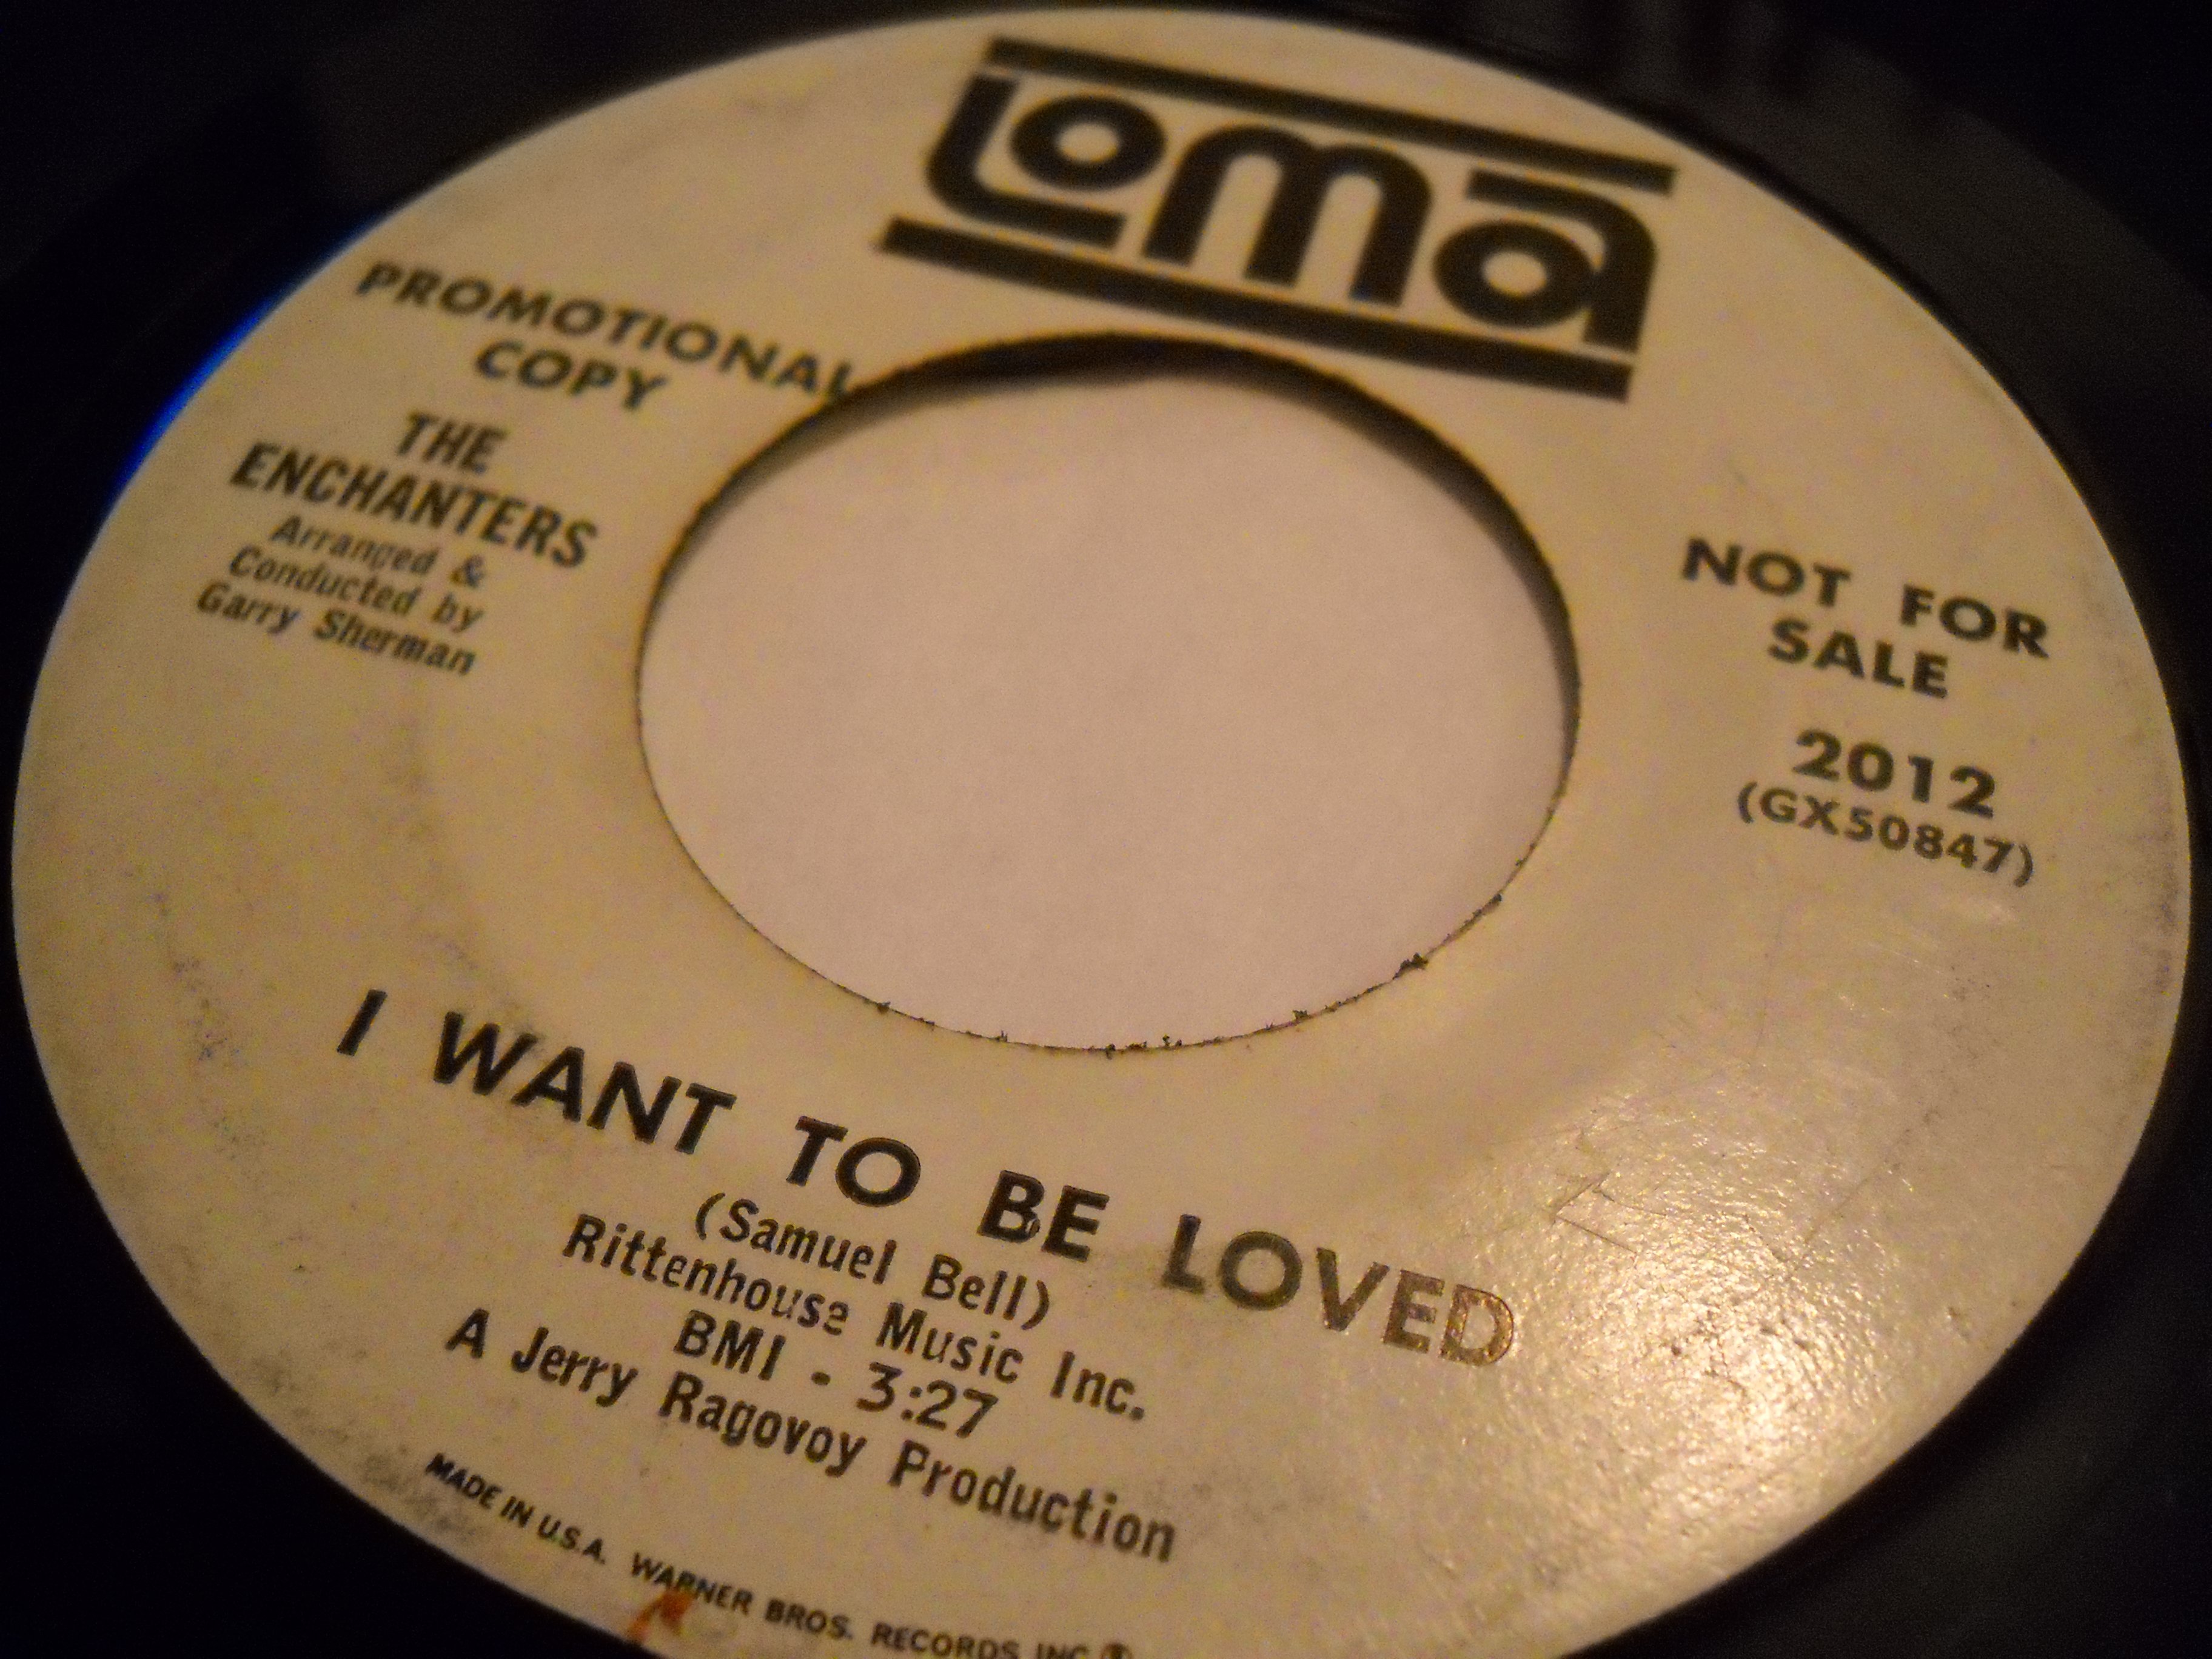 Loma
PROMOTIONAL
COPY
THE
ENCHANTERS
Arranged &
Conducted by
Garry Sherman
NOT FOR
SALE
2012
(GX50847)
I WANT TO BE LOVED
(Samuel Bell)
Rittenhouse Music Inc.
BMI - 3:27
A Jerry Ragovoy Production
MADE IN U.S.A. WARNER BROS. RECORDS INC